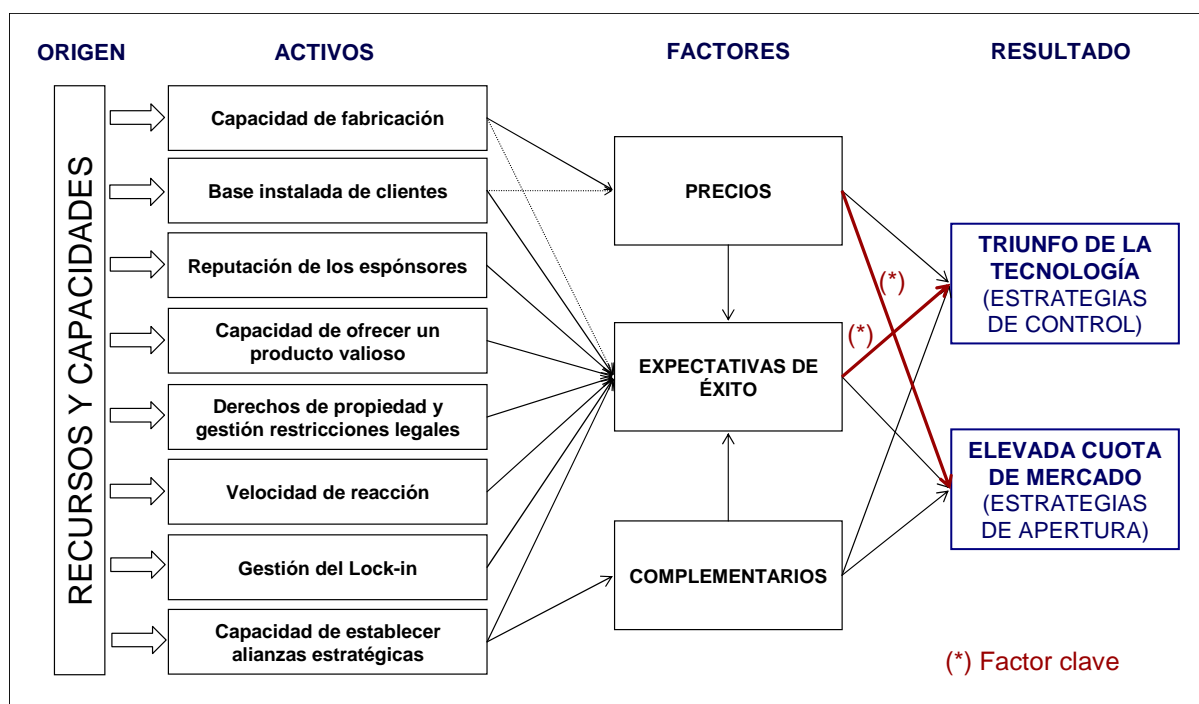 ORIGEN
ACTIVOS
FACTORES
RESULTADO
RECURSOS Y CAPACIDADES
Capacidad de fabricación
Base instalada de clientes
Reputación de los espónsores
Capacidad de ofrecer un
producto valioso
Derechos de propiedad y
gestión restricciones legales
Velocidad de reacción
Gestión del Lock-in
Capacidad de establecer
alianzas estratégicas
PRECIOS
EXPECTATIVAS DE
ÉXITO
COMPLEMENTARIOS
(*)
(*)
TRIUNFO DE LA
TECNOLOGÍA
(ESTRATEGIAS
DE CONTROL)
ELEVADA CUOTA
DE MERCADO
(ESTRATEGIAS
DE APERTURA)
(*) Factor clave